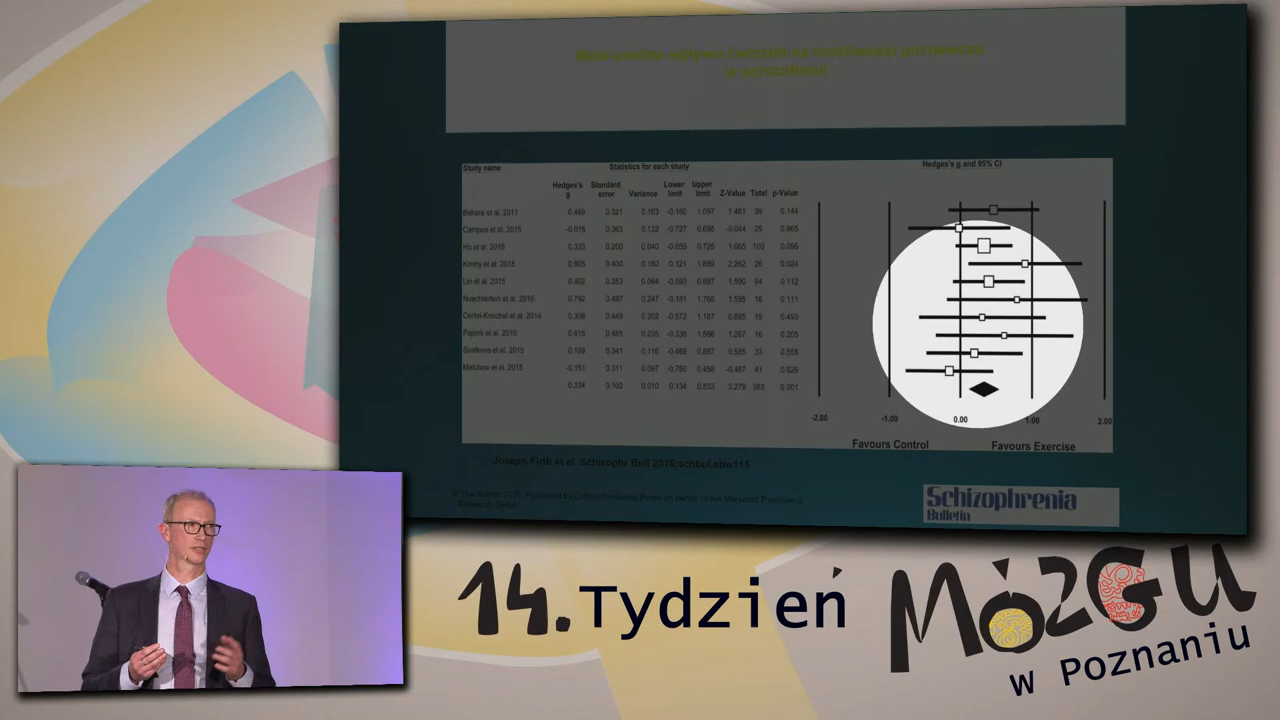 Meta-analiza wpływu ćwiczeń na możliwości poznawcze
w schizofrenii
Study name Statistics for each study Hedges's g and 95% CI
Hedges's g Standard error Variance Lower limit Upper limit Z-Value Total p-Value
Behere et al. 2011 0.469 0.321 0.103 -0.160 1.097 1.461 39 0.144
Campos et al. 2015 -0.016 0.363 0.132 -0.727 0.695 -0.044 29 0.965
Ho et al. 2016 0.333 0.200 0.040 -0.059 0.725 1.665 100 0.096
Kimhy et al. 2015 0.905 0.400 0.160 0.121 1.689 2.262 26 0.024
Lin et al. 2015 0.402 0.253 0.064 -0.093 0.897 1.590 64 0.112
Nuechterlein et al. 2016 0.792 0.497 0.247 -0.181 1.766 1.595 16 0.111
Oertel-Knochel et al. 2014 0.308 0.449 0.202 -0.572 1.187 0.685 19 0.493
Pajonk et al. 2010 0.615 0.485 0.235 -0.336 1.566 1.267 16 0.205
Svatkova et al. 2015 0.199 0.341 0.116 -0.468 0.867 0.585 33 0.558
Malchow et al. 2015 -0.151 0.311 0.097 -0.760 0.458 -0.487 41 0.626
0.334 0.102 0.010 0.134 0.533 3.279 383 0.001
-2.00 -1.00 0.00 1.00 2.00
Favours Control Favours Exercise
Joseph Firth et al. Schizophr Bull 2016;schbul.sbw115
Schizophrenia
Bulletin
14. Tydzień MÓZGU
w Poznaniu